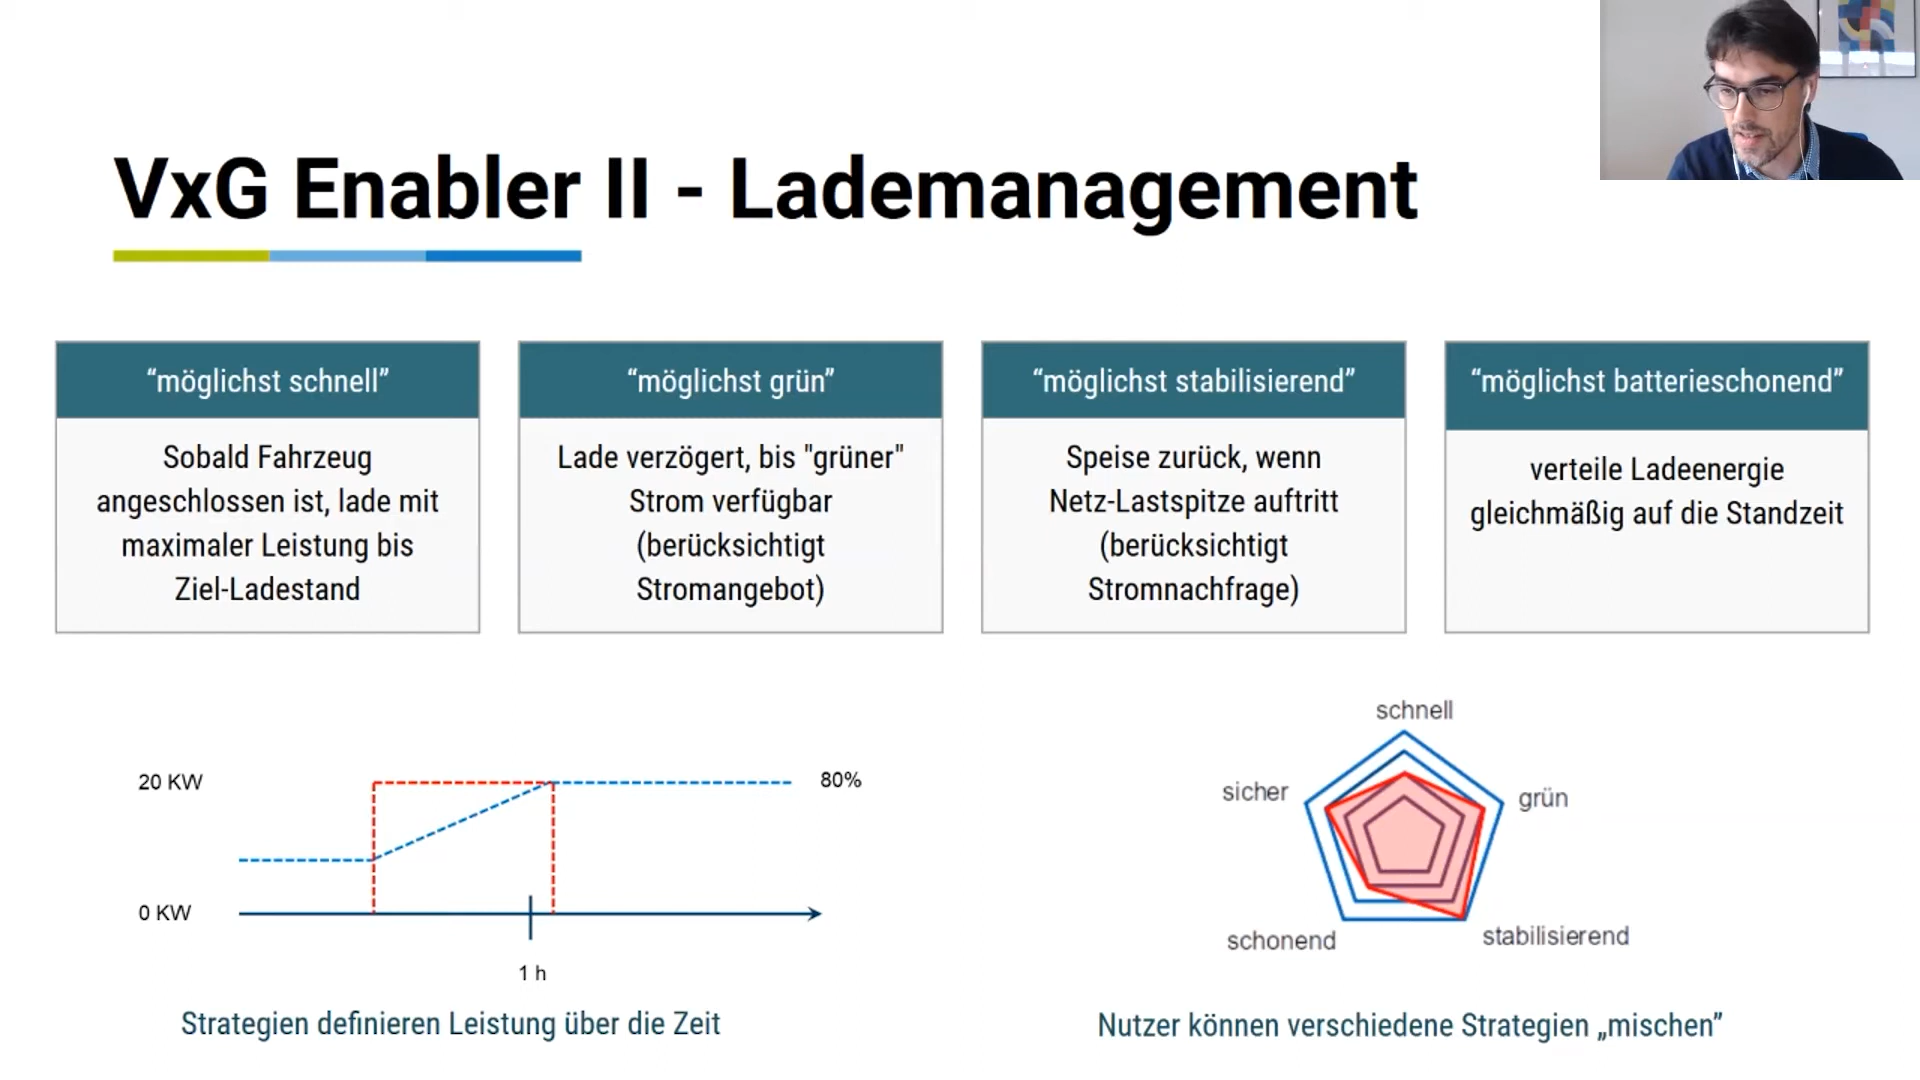 VxG Enabler II - Lademanagement
“möglichst schnell”
Sobald Fahrzeug
angeschlossen ist, lade mit
maximaler Leistung bis
Ziel-Ladestand
“möglichst grün”
Lade verzögert, bis "grüner"
Strom verfügbar
(berücksichtigt
Stromangebot)
“möglichst stabilisierend”
Speise zurück, wenn
Netz-Lastspitze auftritt
(berücksichtigt
Stromnachfrage)
“möglichst batterieschonend”
verteile Ladeenergie
gleichmäßig auf die Standzeit
20 KW
80%
0 KW
1 h
Strategien definieren Leistung über die Zeit
schnell
sicher
grün
schonend
stabilisierend
Nutzer können verschiedene Strategien „mischen”